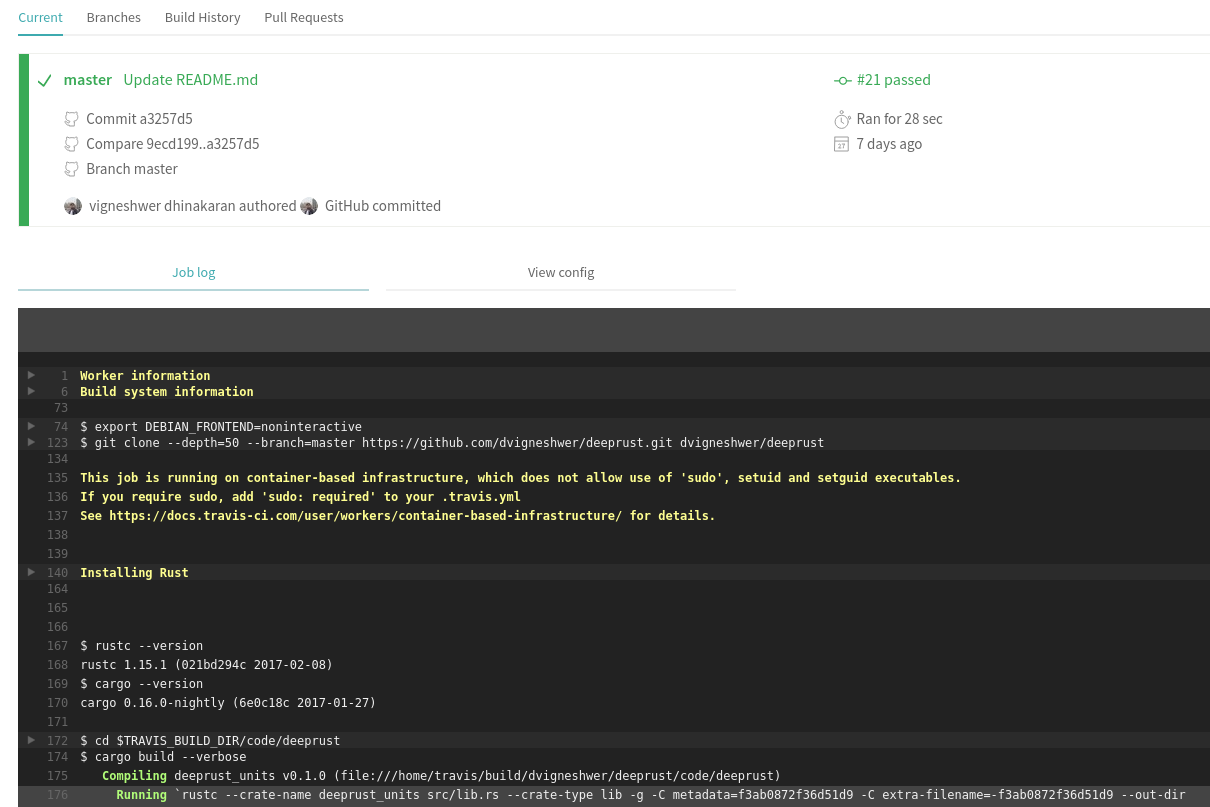 Current Branches Build History Pull Requests
master Update README.md #21 passed
Commit a3257d5 Ran for 28 sec
Compare 9ecd199..a3257d5 27 7 days ago
Branch master
vigneshwer dhinakaran authored GitHub committed
Job log View config
1 Worker information
6 Build system information
73
74 $ export DEBIAN_FRONTEND=noninteractive
123 $ git clone --depth=50 --branch=master https://github.com/dvigneshwer/deeprust.git dvigneshwer/deeprust
134
135 This job is running on container-based infrastructure, which does not allow use of 'sudo', setuid and setguid executables.
136 If you require sudo, add 'sudo: required' to your .travis.yml
137 See https://docs.travis-ci.com/user/workers/container-based-infrastructure/ for details.
138
139
140 Installing Rust
164
165
166
167 $ rustc --version
168 rustc 1.15.1 (021bd294c 2017-02-08)
169 $ cargo --version
170 cargo 0.16.0-nightly (6e0c18c 2017-01-27)
171
172 $ cd $TRAVIS_BUILD_DIR/code/deeprust
174 $ cargo build --verbose
175 Compiling deeprust_units v0.1.0 (file:///home/travis/build/dvigneshwer/deeprust/code/deeprust)
176 Running `rustc --crate-name deeprust_units src/lib.rs --crate-type lib -g -C metadata=f3ab0872f36d51d9 -C extra-filename=-f3ab0872f36d51d9 --out-dir